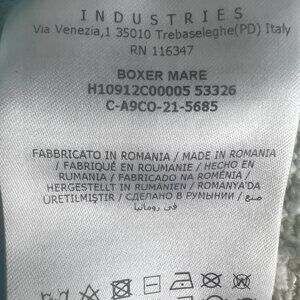 INDUSTRIES
Via Venezia,1 35010 Trebaseleghe(PD) Italy
RN 116347
BOXER MARE
H10912C00005 53326
C-A9CO-21-5685
FABBRICATO IN ROMANIA / MADE IN ROMANIA
/ FABRIQUÉ EN ROUMANIE / HECHO EN
RUMANIA / FABRICADO NA ROMÉNIA /
HERGESTELLT IN RUMÄNIEN / ROMANYA'DA
ÜRETILMIŞTIR / СДЕЛАНО В РУМЫНИИ / صنع
في رومانيا